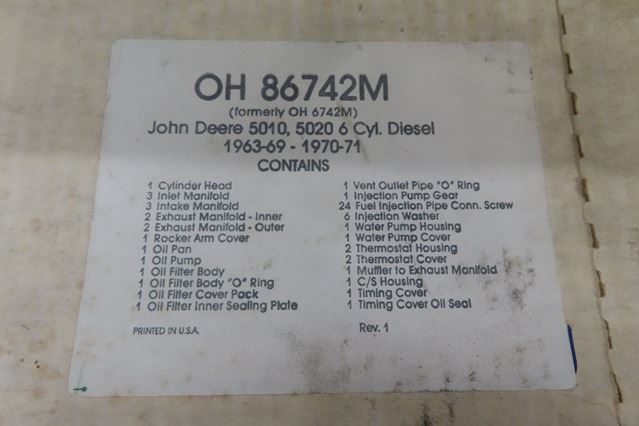 OH 86742M
(formerly OH 6742M)
John Deere 5010, 5020 6 Cyl. Diesel
1963-69 - 1970-71
CONTAINS
1 Cylinder Head
3 Inlet Manifold
3 Intake Manifold
2 Exhaust Manifold - Inner
2 Exhaust Manifold - Outer
1 Rocker Arm Cover
1 Oil Pan
1 Oil Pump
1 Oil Filter Body
1 Oil Filter Body "O" Ring
1 Oil Filter Cover Pack
1 Oil Filter Inner Sealing Plate
1 Vent Outlet Pipe "O" Ring
1 Injection Pump Gear
24 Fuel Injection Pipe Conn. Screw
6 Injection Washer
1 Water Pump Housing
1 Water Pump Cover
2 Thermostat Housing
2 Thermostat Cover
1 Muffler to Exhaust Manifold
1 C/S Housing
1 Timing Cover
1 Timing Cover Oil Seal
PRINTED IN U.S.A.
Rev. 1